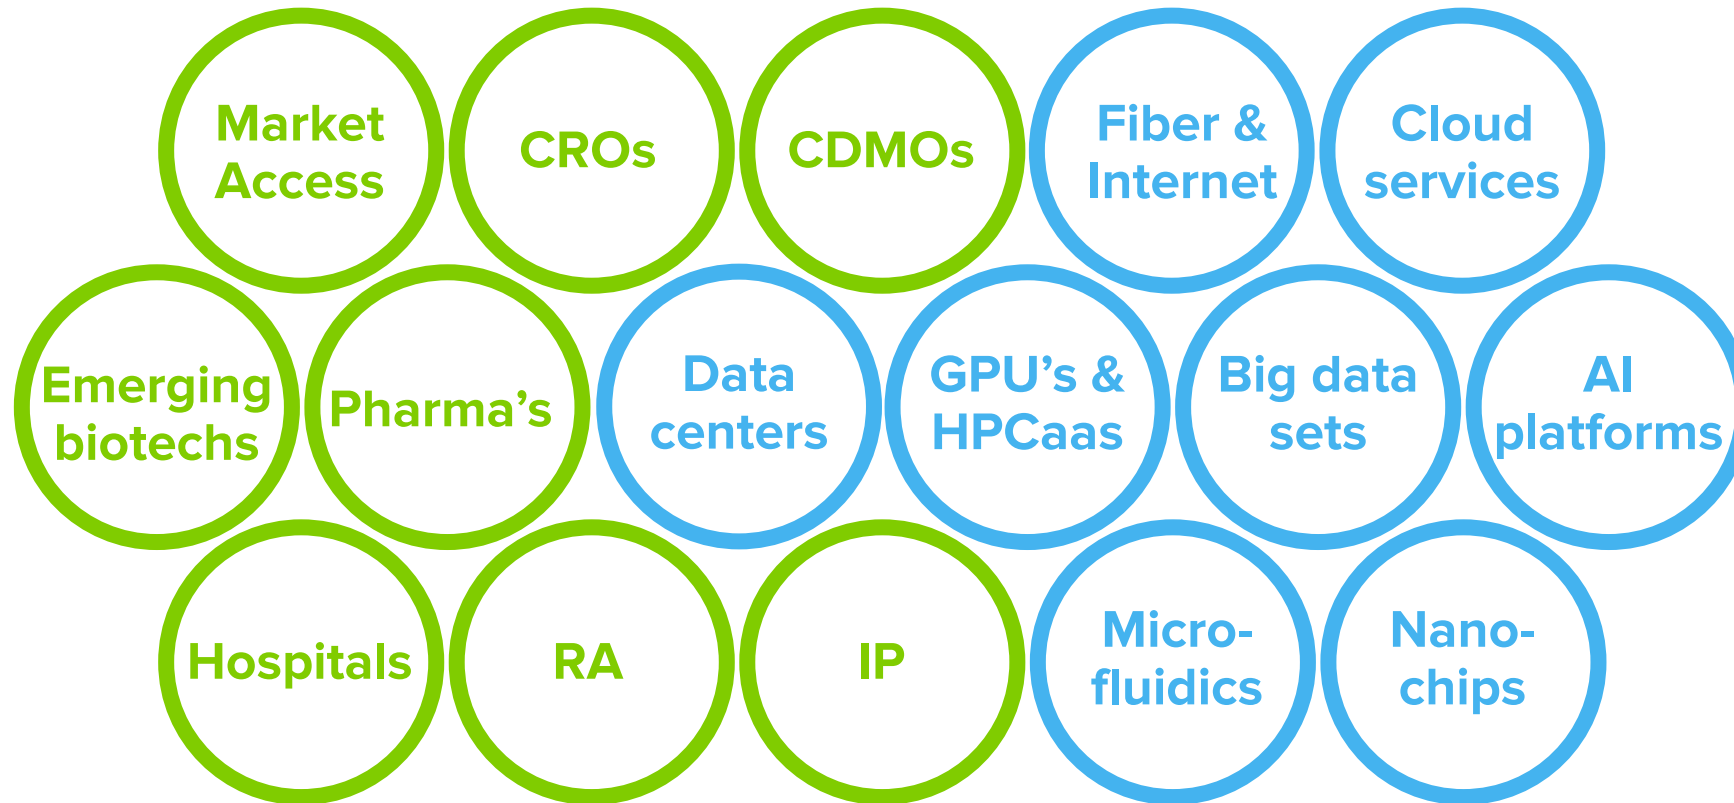 Market
Access
CROs
CDMOs
Fiber &
Internet
Cloud
services
Emerging
biotechs
Pharma’s
Data
centers
GPU’s &
HPCaas
Big data
sets
AI
platforms
Hospitals
RA
IP
Micro-
fluidics
Nano-
chips